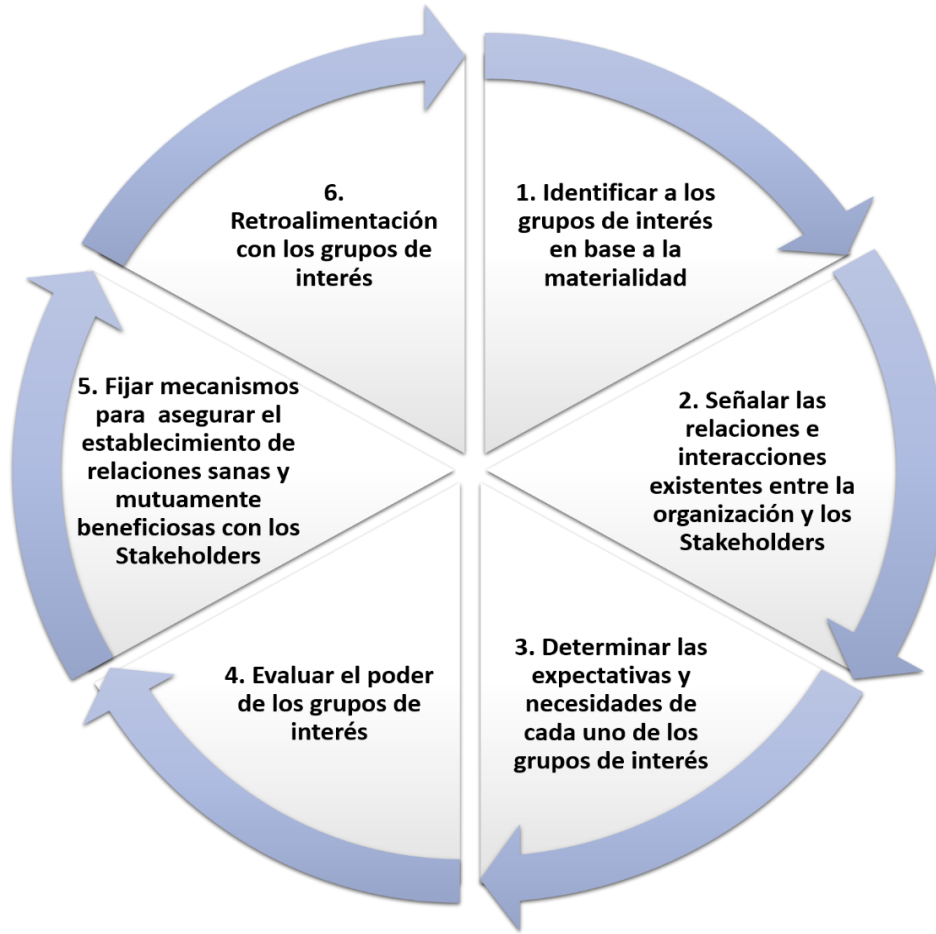 1. Identificar a los
grupos de interés
en base a la
materialidad
2. Señalar las
relaciones e
interacciones
existentes entre la
organización y los
Stakeholders
3. Determinar las
expectativas y
necesidades de
cada uno de los
grupos de interés
4. Evaluar el poder
de los grupos de
interés
5. Fijar mecanismos
para  asegurar el
establecimiento de
relaciones sanas y
mutuamente
beneficiosas con los
Stakeholders
6.
Retroalimentación
con los grupos de
interés